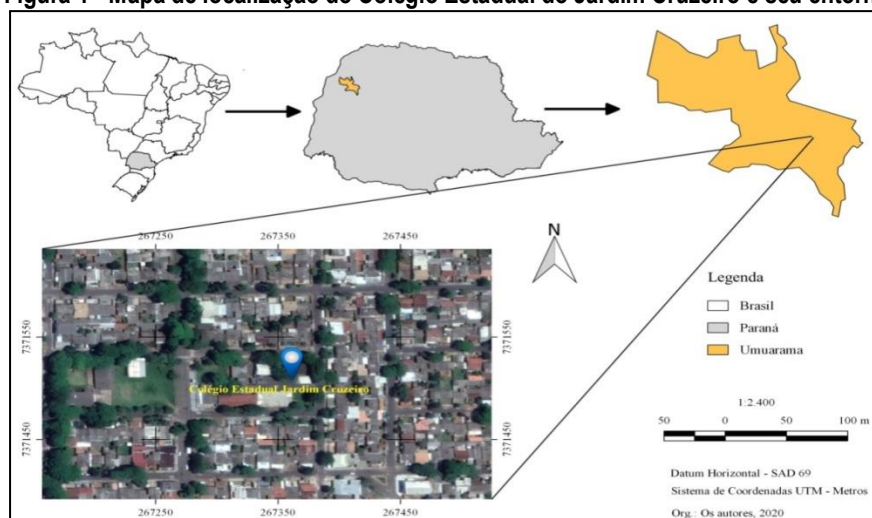 Figura 1 - Mapa de localização do Colégio Estadual do Jardim Cruzeiro e seu entorno
267250
267350
267450
7371550
7371450
Colégio Estadual Jardim Cruzeiro
7371550
7371450
267250
267350
267450
N
Legenda
Brasil
Paraná
Umuarama
1:2.400
50
0
50
100 m
Datum Horizontal - SAD 69
Sistema de Coordenadas UTM - Metros
Org.: Os autores, 2020